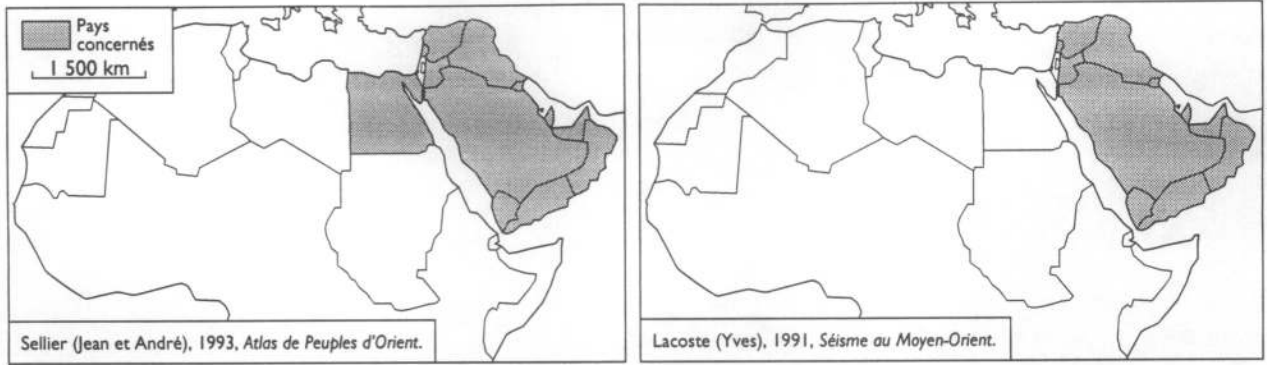 Pays
concernés
1 500 km
Sellier (Jean et André), 1993, Atlas de Peuples d'Orient.
Lacoste (Yves), 1991, Séisme au Moyen-Orient.